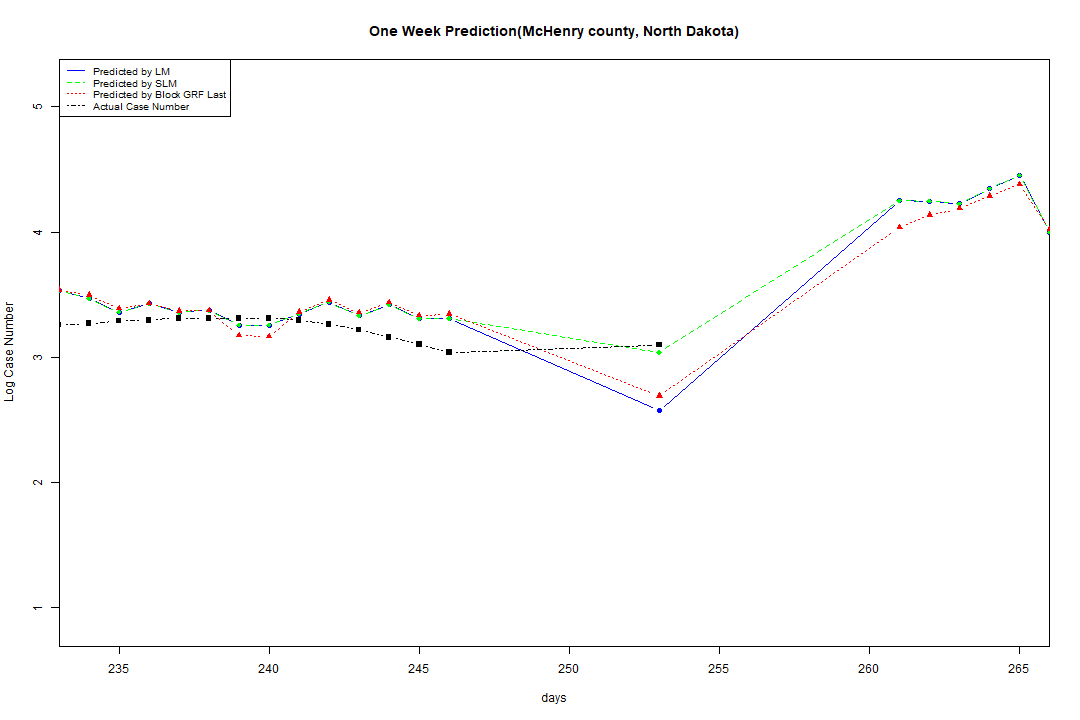 One Week Prediction(McHenry county, North Dakota)
Predicted by LM
Predicted by SLM
Predicted by Block GRF Last
Actual Case Number
5
4
3
2
1
Log Case Number
235 240 245 250 255 260 265
days